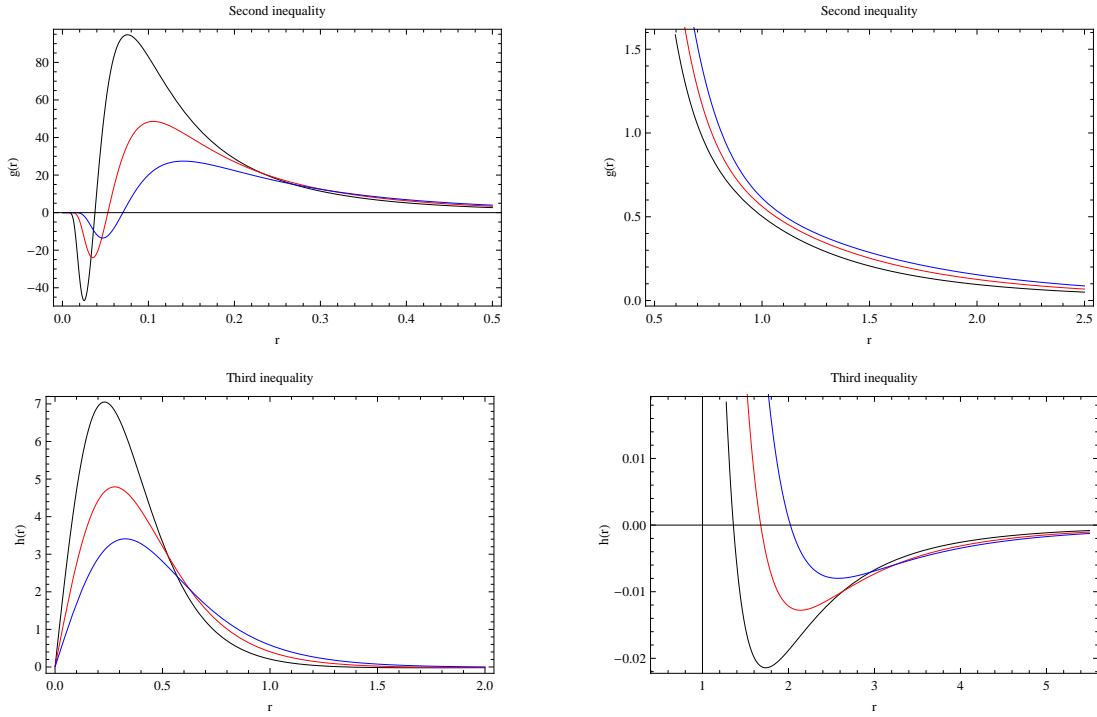 Second inequality
g(r)
80
60
40
20
0
−20
−40
0.0 0.1 0.2 0.3 0.4 0.5
r
Second inequality
g(r)
1.5
1.0
0.5
0.0
0.5 1.0 1.5 2.0 2.5
r
Third inequality
h(r)
7
6
5
4
3
2
1
0
0.0 0.5 1.0 1.5 2.0
r
Third inequality
h(r)
0.01
0.00
−0.01
−0.02
1 2 3 4 5
r